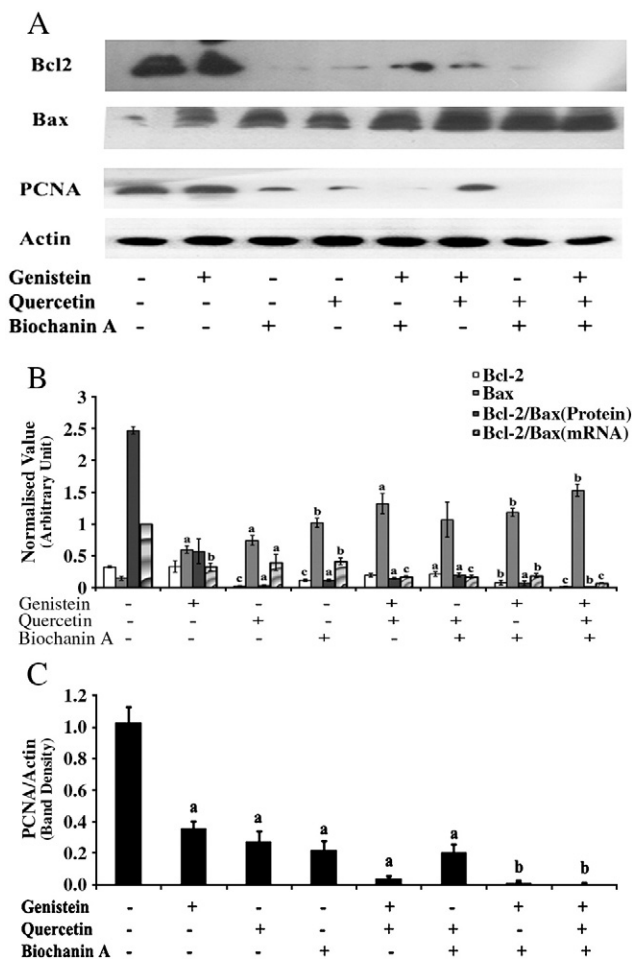 A
Bcl2
Bax
PCNA
Actin
Genistein - + - - + + - +
Quercetin - - - + - + + +
Biochanin A - - + - + - + +
B
Bcl-2
Bax
Bcl-2/Bax(Protein)
Bcl-2/Bax(mRNA)
Normalised Value
(Arbitrary Unit)
3
2.5
2
1.5
1
0.5
0
a b
c a a c
b a b
a a c
a c
b b a b
c b b c
Genistein - + - - + - + +
Quercetin - - + - + + - +
Biochanin A - - - + - + + +
C
PCNA/Actin
(Band Density)
1.2
1.0
0.8
0.6
0.4
0.2
0.0
a a a a a b b
Genistein - + - - + - + +
Quercetin - - + - + + - +
Biochanin A - - - + - + + +